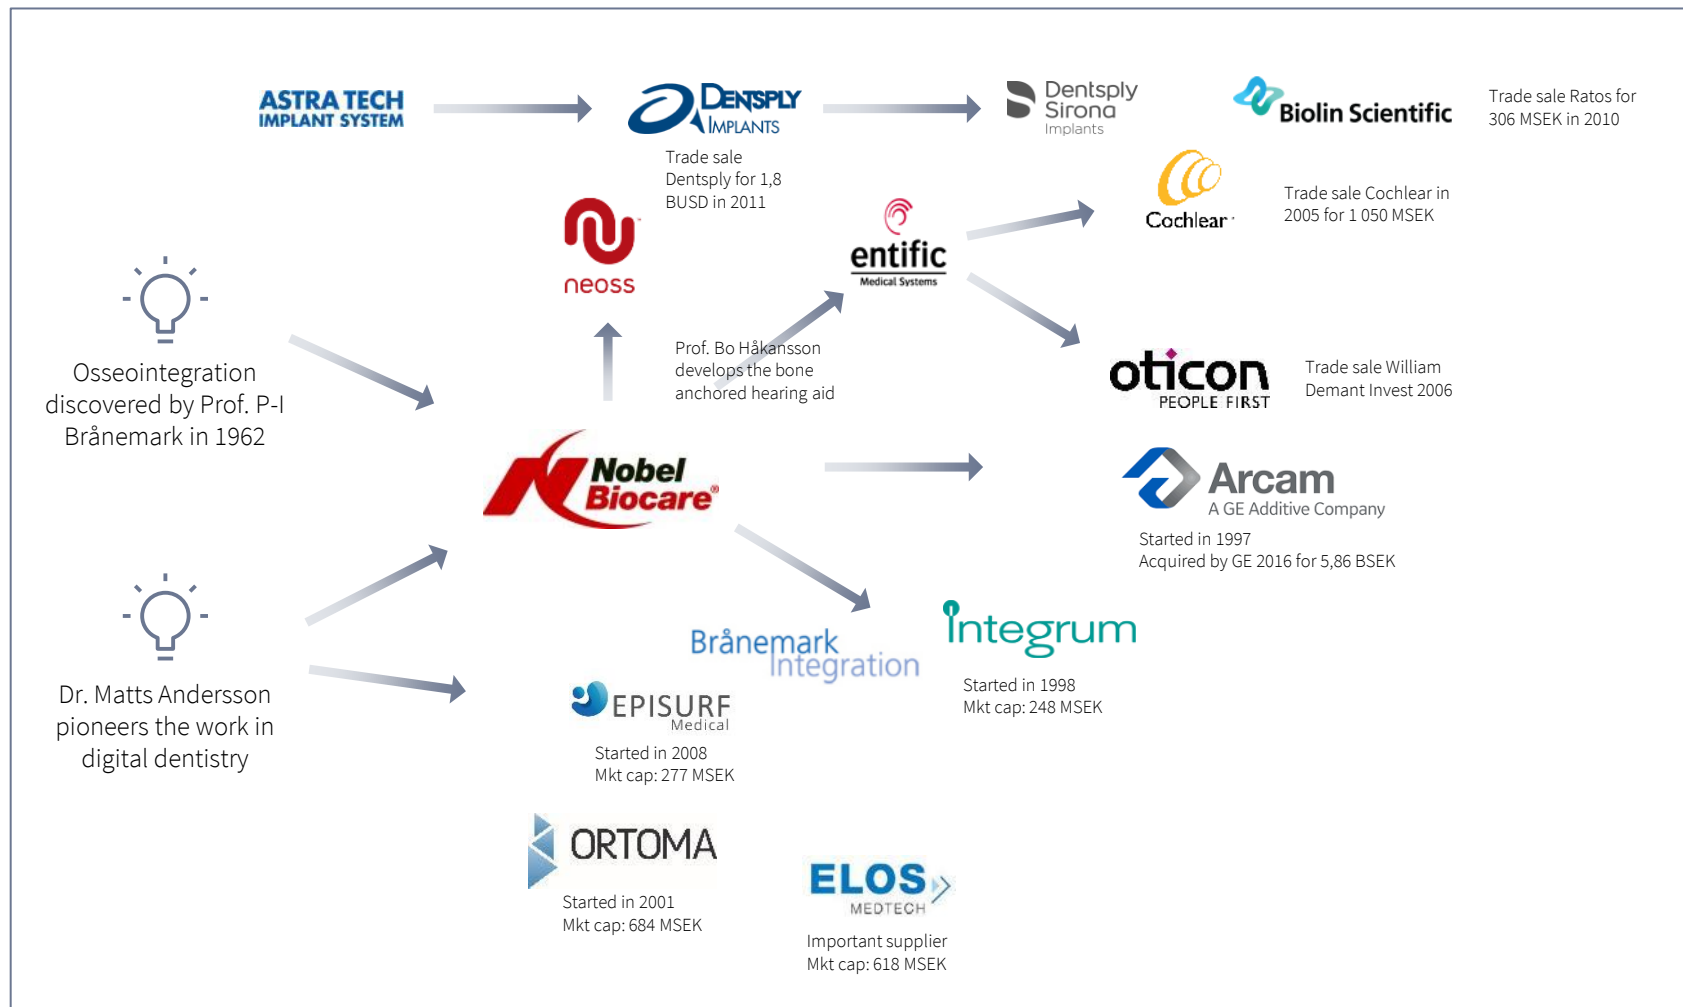 ASTRA TECH
IMPLANT SYSTEM
DENTSPLY
IMPLANTS
Trade sale
Dentsply for 1,8
BUSD in 2011
Dentsply
Sirona
Implants
Biolin Scientific
Trade sale Ratos for
306 MSEK in 2010
neoss
entific
Medical Systems
Cochlear
Trade sale Cochlear in
2005 for 1 050 MSEK
Osseointegration
discovered by Prof. P-I
Brånemark in 1962
Prof. Bo Håkansson
develops the bone
anchored hearing aid
oticon
PEOPLE FIRST
Trade sale William
Demant Invest 2006
Nobel
Biocare®
Arcam
A GE Additive Company
Started in 1997
Acquired by GE 2016 for 5,86 BSEK
Dr. Matts Andersson
pioneers the work in
digital dentistry
Brånemark
Integration
integrum
Started in 1998
Mkt cap: 248 MSEK
EPISURF
Medical
Started in 2008
Mkt cap: 277 MSEK
ORTOMA
Started in 2001
Mkt cap: 684 MSEK
ELOS
MEDTECH
Important supplier
Mkt cap: 618 MSEK